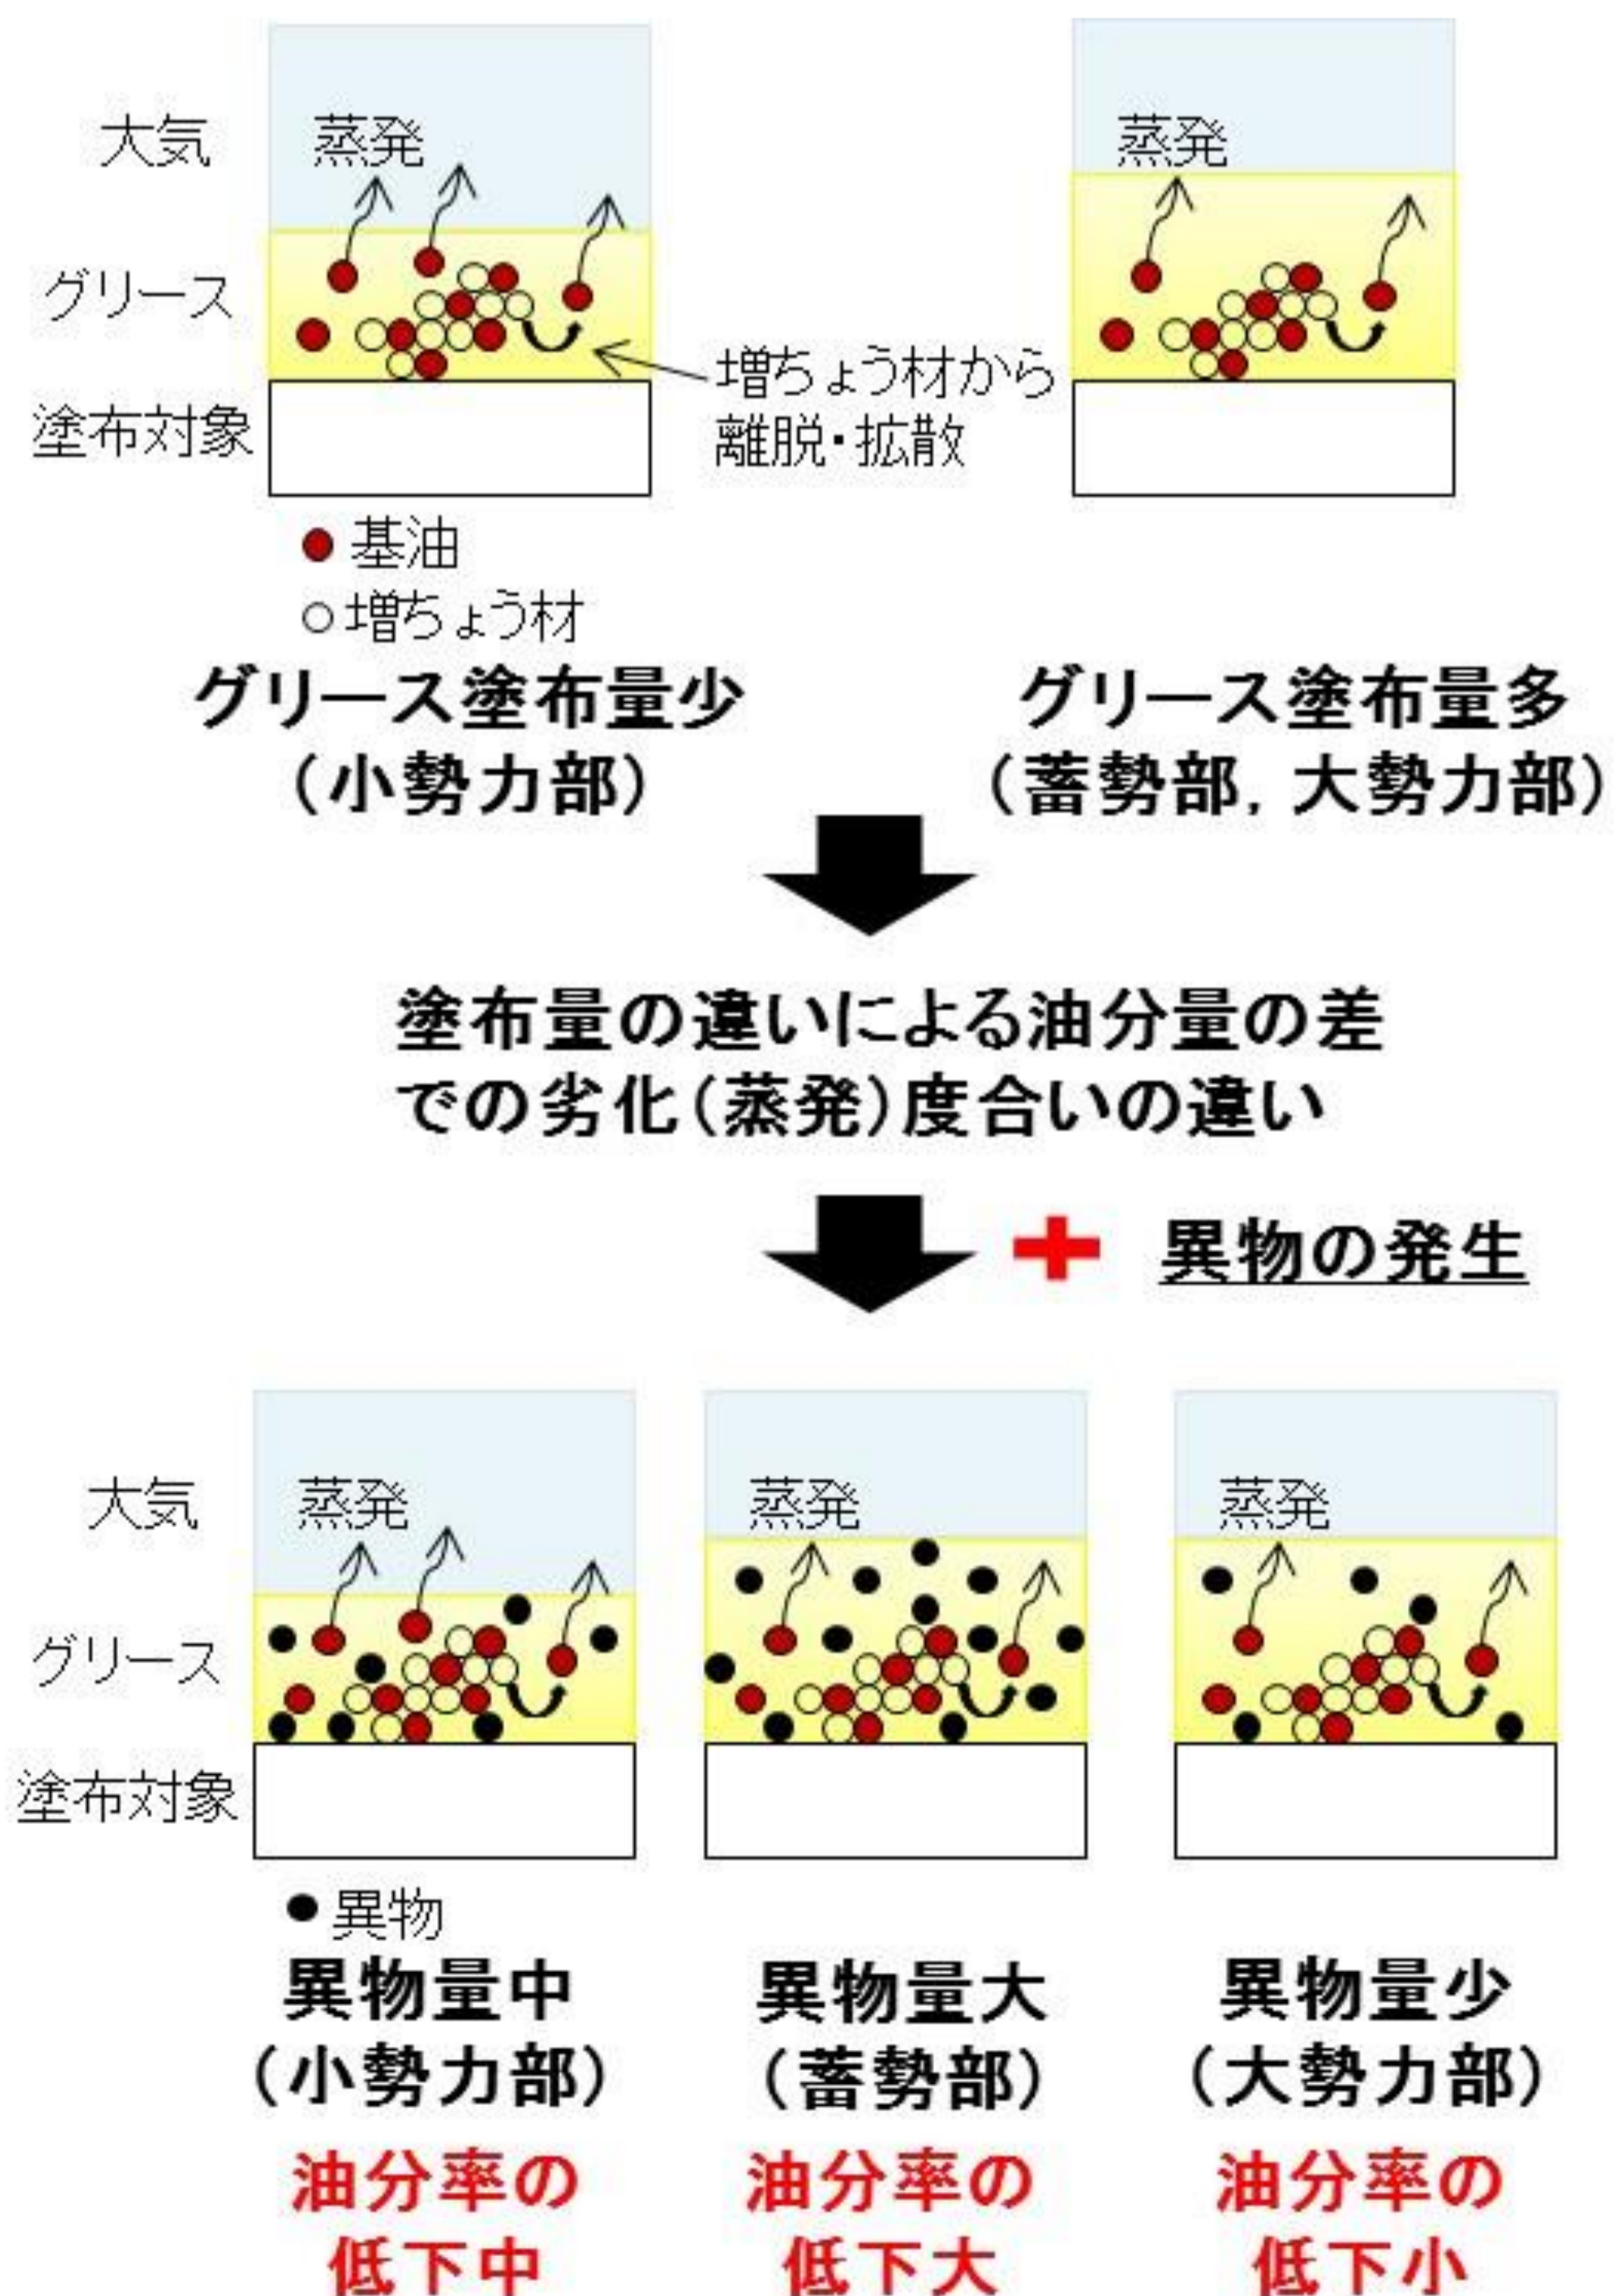 大気
蒸発
蒸発
グリース
増ちょう材から
離脱・拡散
塗布対象
●基油
○増ちょう材
グリース塗布量少
(小勢力部)
グリース塗布量多
(蓄勢部, 大勢力部)
塗布量の違いによる油分量の差
での劣化(蒸発)度合いの違い
+ 異物の発生
大気
蒸発
蒸発
蒸発
グリース
塗布対象
●異物
異物量中
(小勢力部)
油分率の
低下中
異物量大
(蓄勢部)
油分率の
低下大
異物量少
(大勢力部)
油分率の
低下小